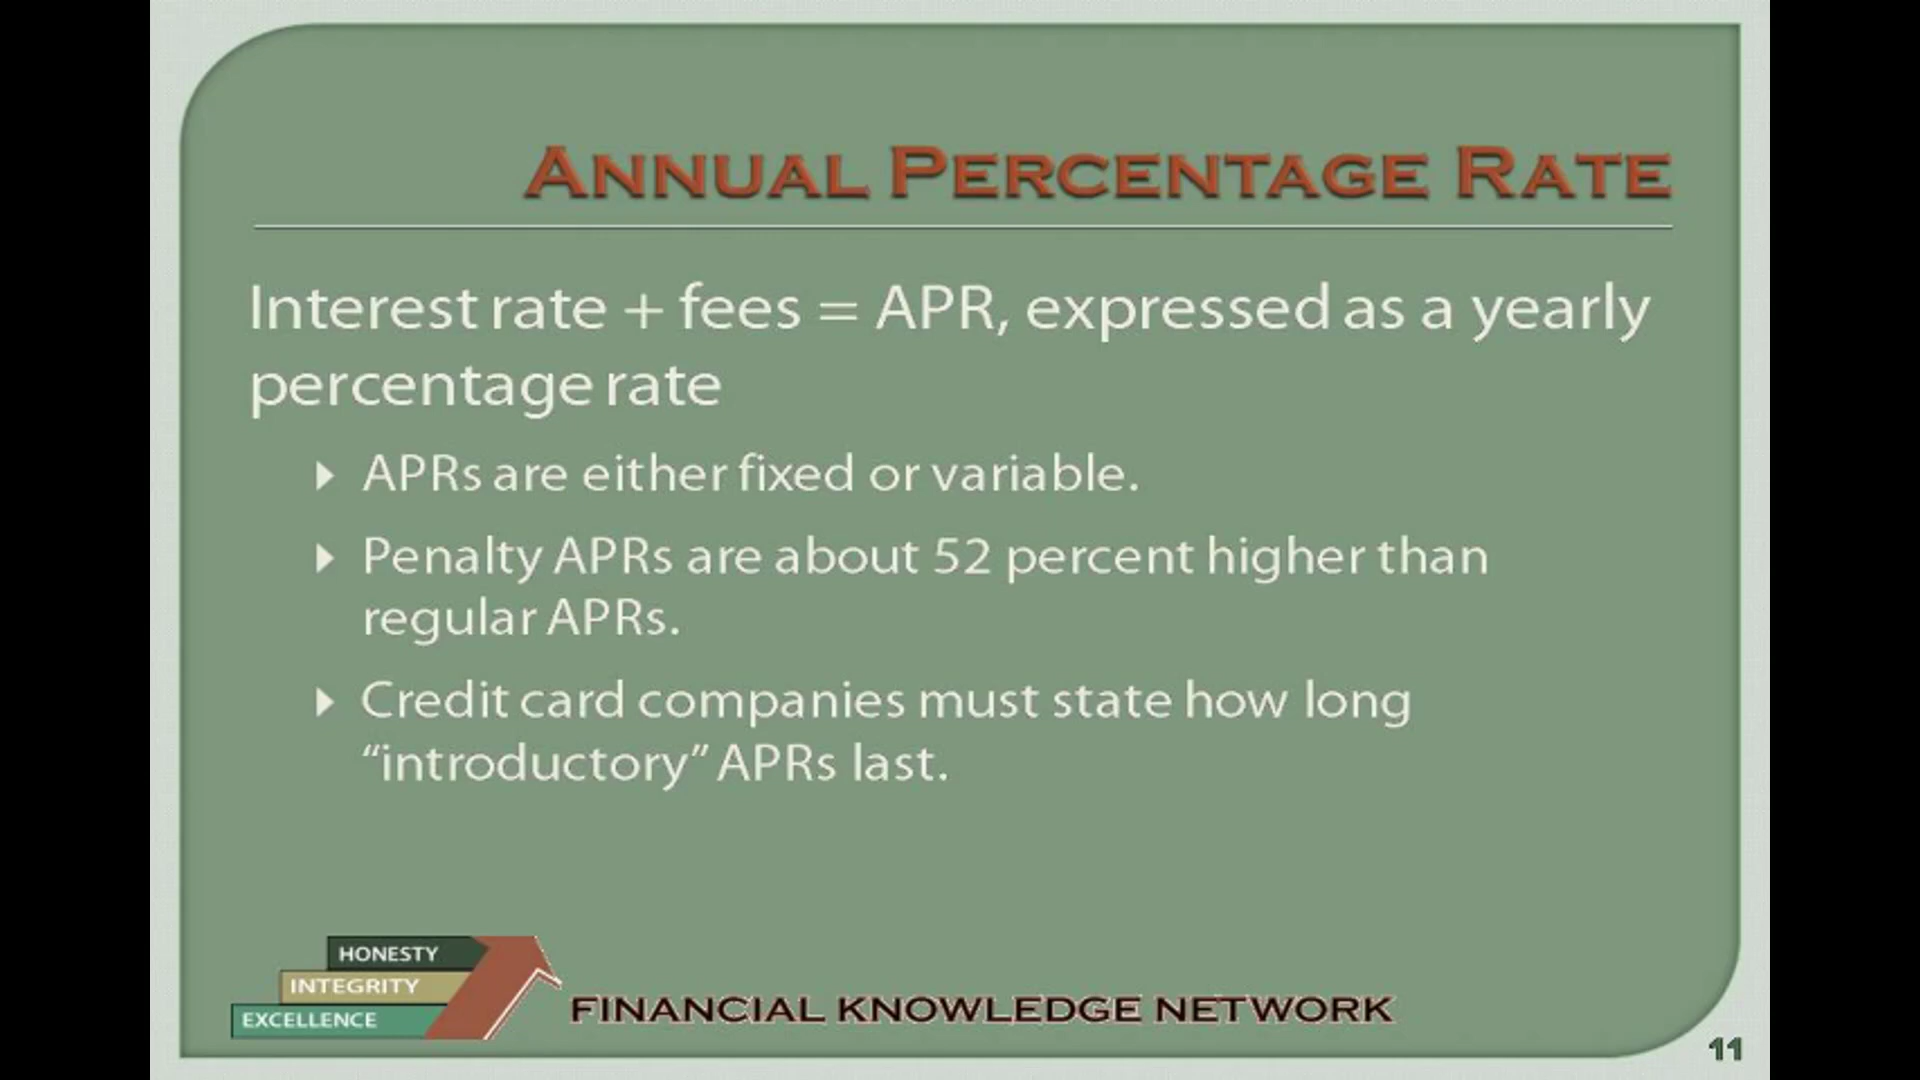 ANNUAL PERCENTAGE RATE
Interest rate + fees = APR, expressed as a yearly
percentage rate
APRs are either fixed or variable.
Penalty APRs are about 52 percent higher than
regular APRs.
Credit card companies must state how long
“introductory” APRs last.
HONESTY
INTEGRITY
EXCELLENCE
FINANCIAL KNOWLEDGE NETWORK
11